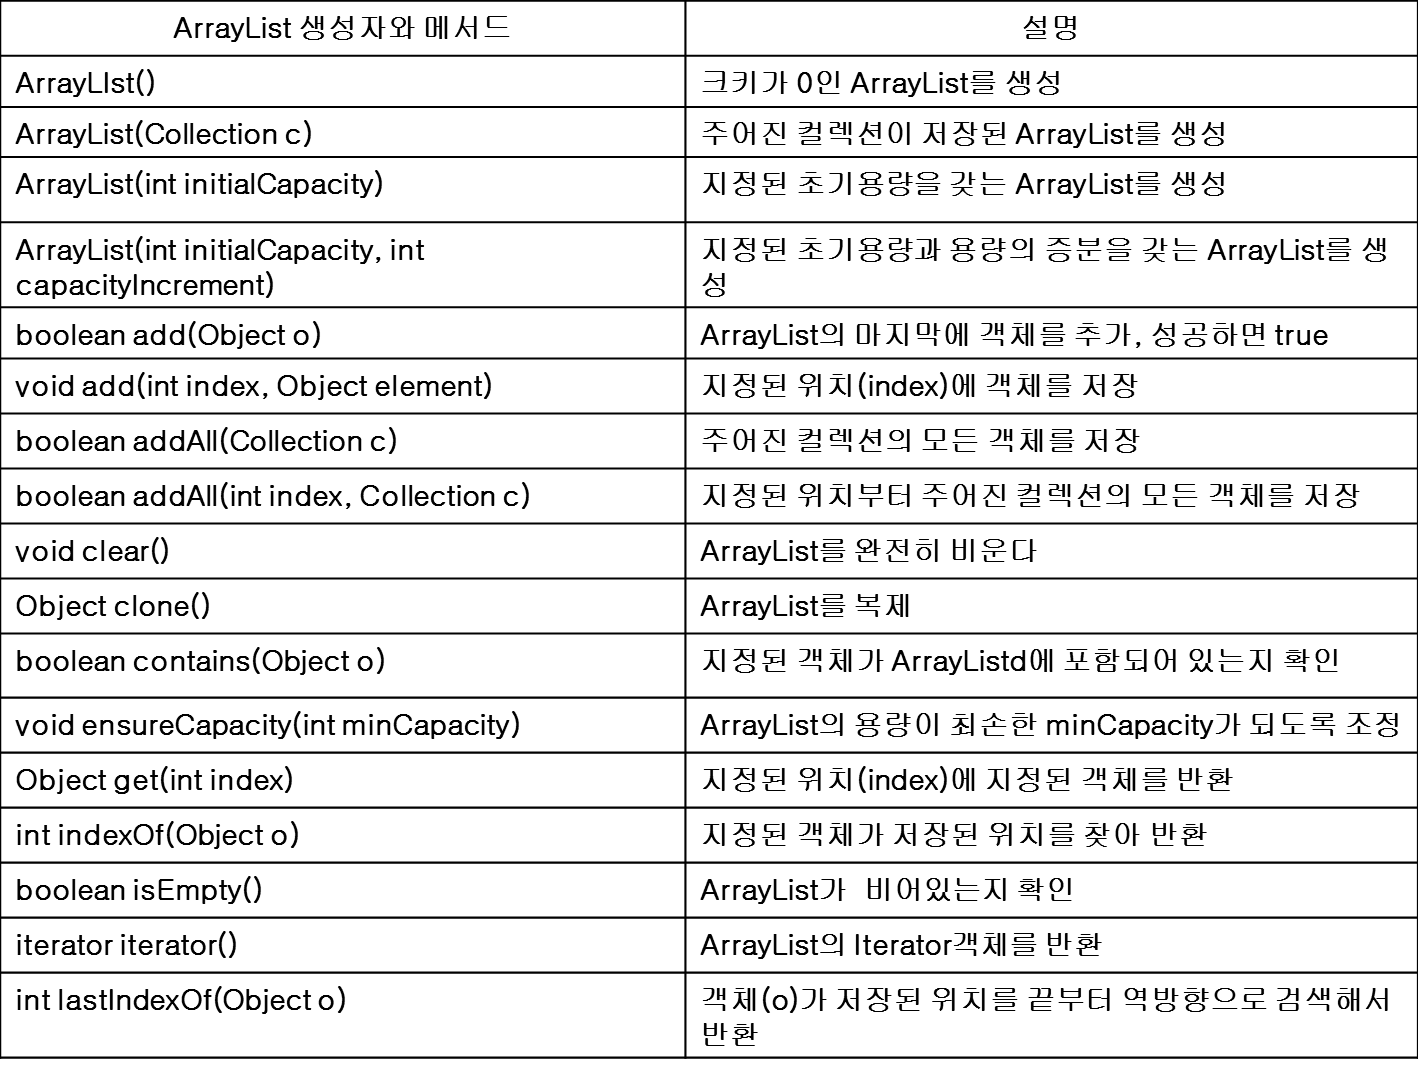 ArrayList 생성자와 메서드
설명
ArrayLIst()
크키가 0인 ArrayList를 생성
ArrayList(Collection c)
주어진 컬렉션이 저장된 ArrayList를 생성
ArrayList(int initialCapacity)
지정된 초기용량을 갖는 ArrayList를 생성
ArrayList(int initialCapacity, int
capacityIncrement)
지정된 초기용량과 용량의 증분을 갖는 ArrayList를 생
성
boolean add(Object o)
ArrayList의 마지막에 객체를 추가, 성공하면 true
void add(int index, Object element)
지정된 위치(index)에 객체를 저장
boolean addAll(Collection c)
주어진 컬렉션의 모든 객체를 저장
boolean addAll(int index, Collection c)
지정된 위치부터 주어진 컬렉션의 모든 객체를 저장
void clear()
ArrayList를 완전히 비운다
Object clone()
ArrayList를 복제
boolean contains(Object o)
지정된 객체가 ArrayListd에 포함되어 있는지 확인
void ensureCapacity(int minCapacity)
ArrayList의 용량이 최손한 minCapacity가 되도록 조정
Object get(int index)
지정된 위치(index)에 지정된 객체를 반환
int indexOf(Object o)
지정된 객체가 저장된 위치를 찾아 반환
boolean isEmpty()
ArrayList가 비어있는지 확인
iterator iterator()
ArrayList의 Iterator객체를 반환
int lastIndexOf(Object o)
객체(o)가 저장된 위치를 끝부터 역방향으로 검색해서
반환